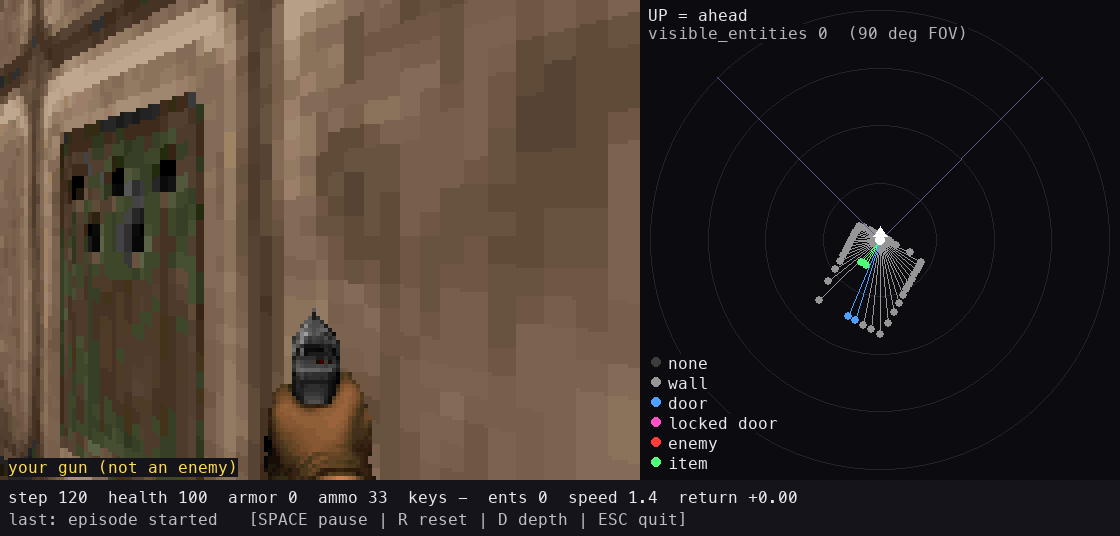 UP = ahead
visible_entities 0  (90 deg FOV)
none
wall
door
locked door
enemy
item
your gun (not an enemy)
step 120  health 100  armor 0  ammo 33  keys –  ents 0  speed 1.4  return +0.00
last: episode started   [SPACE pause | R reset | D depth | ESC quit]